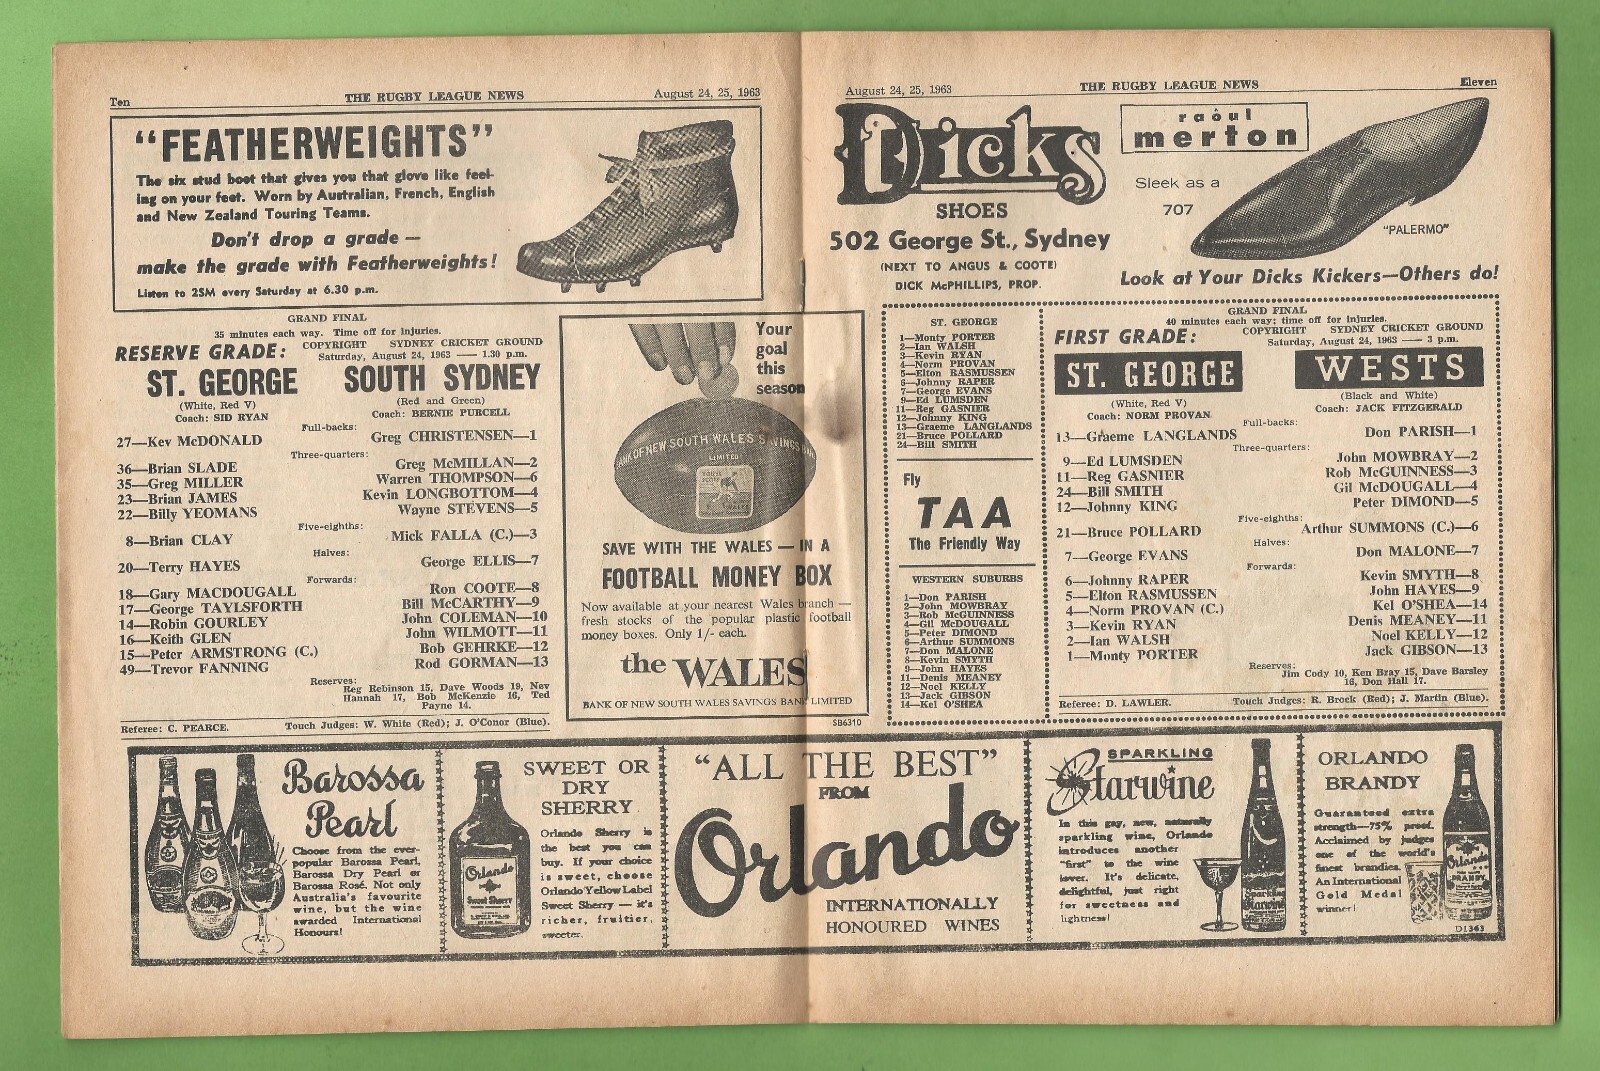 Ten
THE RUGBY LEAGUE NEWS
August 24, 25, 1963
"FEATHERWEIGHTS"
The six stud boot that gives you that glove like feel-
ing on your feet. Worn by Australian, French, English
and New Zealand Touring Teams.
Don't drop a grade —
make the grade with Featherweights!
Listen to 2SM every Saturday at 6.30 p.m.
GRAND FINAL
35 minutes each way. Time off for injuries.
RESERVE GRADE:
COPYRIGHT SYDNEY CRICKET GROUND
Saturday, August 24, 1963 — 1.30 p.m.
ST. GEORGE
SOUTH SYDNEY
(White, Red V)
(Red and Green)
Coach: SID RYAN
Coach: BERNIE PURCELL
Full-backs:
27—Kev McDONALD
Greg CHRISTENSEN—1
Three-quarters:
36—Brian SLADE
Greg McMILLAN—2
35—Greg MILLER
Warren THOMPSON—6
23—Brian JAMES
Kevin LONGBOTTOM—4
22—Billy YEOMANS
Wayne STEVENS—5
Five-eighths:
8—Brian CLAY
Mick FALLA (C.)—3
Halves:
20—Terry HAYES
George ELLIS—7
Forwards:
18—Gary MACDOUGALL
Ron COOTE—8
17—George TAYLSFORTH
Bill McCARTHY—9
14—Robin GOURLEY
John COLEMAN—10
16—Keith GLEN
John WILMOTT—11
15—Peter ARMSTRONG (C.)
Bob GEHRKE—12
49—Trevor FANNING
Rod GORMAN—13
Reserves:
Reg Robinson 15, Dave Woods 19, Nev
Hannah 17, Bob McKenzie 16, Ted
Payne 14.
Referee: C. PEARCE.
Touch Judges: W. White (Red); J. O'Conor (Blue).
Your
goal
this
season
BANK OF NEW SOUTH WALES SAVINGS BANK
LIMITED
SAVE WITH THE WALES — IN A
FOOTBALL MONEY BOX
Now available at your nearest Wales branch —
fresh stocks of the popular plastic football
money boxes. Only 1/- each.
the WALES
BANK OF NEW SOUTH WALES SAVINGS BANK LIMITED
SB6310
August 24, 25, 1963
THE RUGBY LEAGUE NEWS
Eleven
Dicks
SHOES
502 George St., Sydney
(NEXT TO ANGUS & COOTE)
DICK McPHILLIPS, PROP.
raôul
merton
Sleek as a
707
"PALERMO"
Look at Your Dicks Kickers—Others do!
ST. GEORGE
1—Monty PORTER
2—Ian WALSH
3—Kevin RYAN
4—Norm PROVAN
5—Elton RASMUSSEN
6—Johnny RAPER
7—George EVANS
9—Ed LUMSDEN
11—Reg GASNIER
12—Johnny KING
13—Graeme LANGLANDS
21—Bruce POLLARD
24—Bill SMITH
Fly
TAA
The Friendly Way
WESTERN SUBURBS
1—Don PARISH
2—John MOWBRAY
3—Rob McGUINNESS
4—Gil McDOUGALL
5—Peter DIMOND
6—Arthur SUMMONS
7—Don MALONE
8—Kevin SMYTH
9—John HAYES
11—Denis MEANEY
12—Noel KELLY
13—Jack GIBSON
14—Kel O'SHEA
GRAND FINAL
40 minutes each way; time off for injuries.
FIRST GRADE:
COPYRIGHT SYDNEY CRICKET GROUND
Saturday, August 24, 1963 — 3 p.m.
ST. GEORGE
WESTS
(White, Red V)
(Black and White)
Coach: NORM PROVAN
Coach: JACK FITZGERALD
Full-backs:
13—Graeme LANGLANDS
Don PARISH—1
Three-quarters:
9—Ed LUMSDEN
John MOWBRAY—2
11—Reg GASNIER
Rob McGUINNESS—3
24—Bill SMITH
Gil McDOUGALL—4
12—Johnny KING
Peter DIMOND—5
Five-eighths:
21—Bruce POLLARD
Arthur SUMMONS (C.)—6
Halves:
7—George EVANS
Don MALONE—7
Forwards:
6—Johnny RAPER
Kevin SMYTH—8
5—Elton RASMUSSEN
John HAYES—9
4—Norm PROVAN (C.)
Kel O'SHEA—14
3—Kevin RYAN
Denis MEANEY—11
2—Ian WALSH
Noel KELLY—12
1—Monty PORTER
Jack GIBSON—13
Reserves:
Jim Cody 10, Ken Bray 15, Dave Barsley
16, Don Hall 17.
Referee: D. LAWLER.
Touch Judges: R. Brock (Red); J. Martin (Blue).
Barossa
Pearl
Choose from the ever-
popular Barossa Pearl,
Barossa Dry Pearl or
Barossa Rosé. Not only
Australia's favourite
wine, but the wine
awarded International
Honours!
Orlando
Sweet Sherry
SWEET OR
DRY
SHERRY
Orlando Sherry is
the best you can
buy. If your choice
is sweet, choose
Orlando Yellow Label
Sweet Sherry — it's
richer, fruitier,
sweeter.
"ALL THE BEST"
FROM
Orlando
INTERNATIONALLY
HONOURED WINES
SPARKLING
Starwine
In this gay, new, naturally
sparkling wine, Orlando
introduces another
"first" to the wine
lover. It's delicate,
delightful, just right
for sweetness and
lightness!
Sparkling
Starwine
ORLANDO
BRANDY
Guaranteed extra
strength—75% proof.
Acclaimed by judges
one of the world's
finest brandies.
An International
Gold Medal
winner!
Orlando
BRANDY
D1363